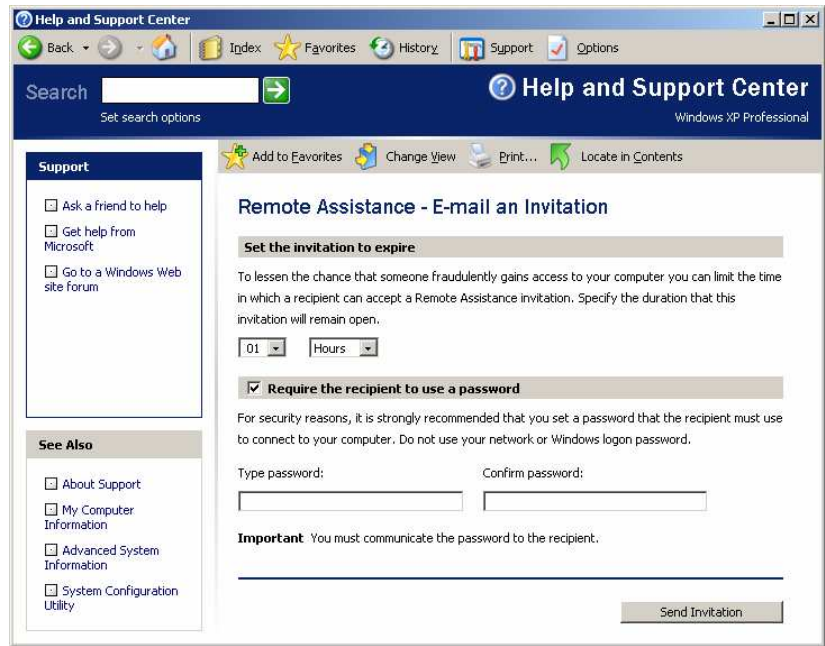 Help and Support Center
Back
Index
Favorites
History
Support
Options
Search
Set search options
Help and Support Center
Windows XP Professional
Support
Ask a friend to help
Get help from
Microsoft
Go to a Windows Web
site forum
See Also
About Support
My Computer
Information
Advanced System
Information
System Configuration
Utility
Add to Favorites
Change View
Print...
Locate in Contents
Remote Assistance - E-mail an Invitation
Set the invitation to expire
To lessen the chance that someone fraudulently gains access to your computer you can limit the time
in which a recipient can accept a Remote Assistance invitation. Specify the duration that this
invitation will remain open.
01 Hours
Require the recipient to use a password
For security reasons, it is strongly recommended that you set a password that the recipient must use
to connect to your computer. Do not use your network or Windows logon password.
Type password:
Confirm password:
Important You must communicate the password to the recipient.
Send Invitation